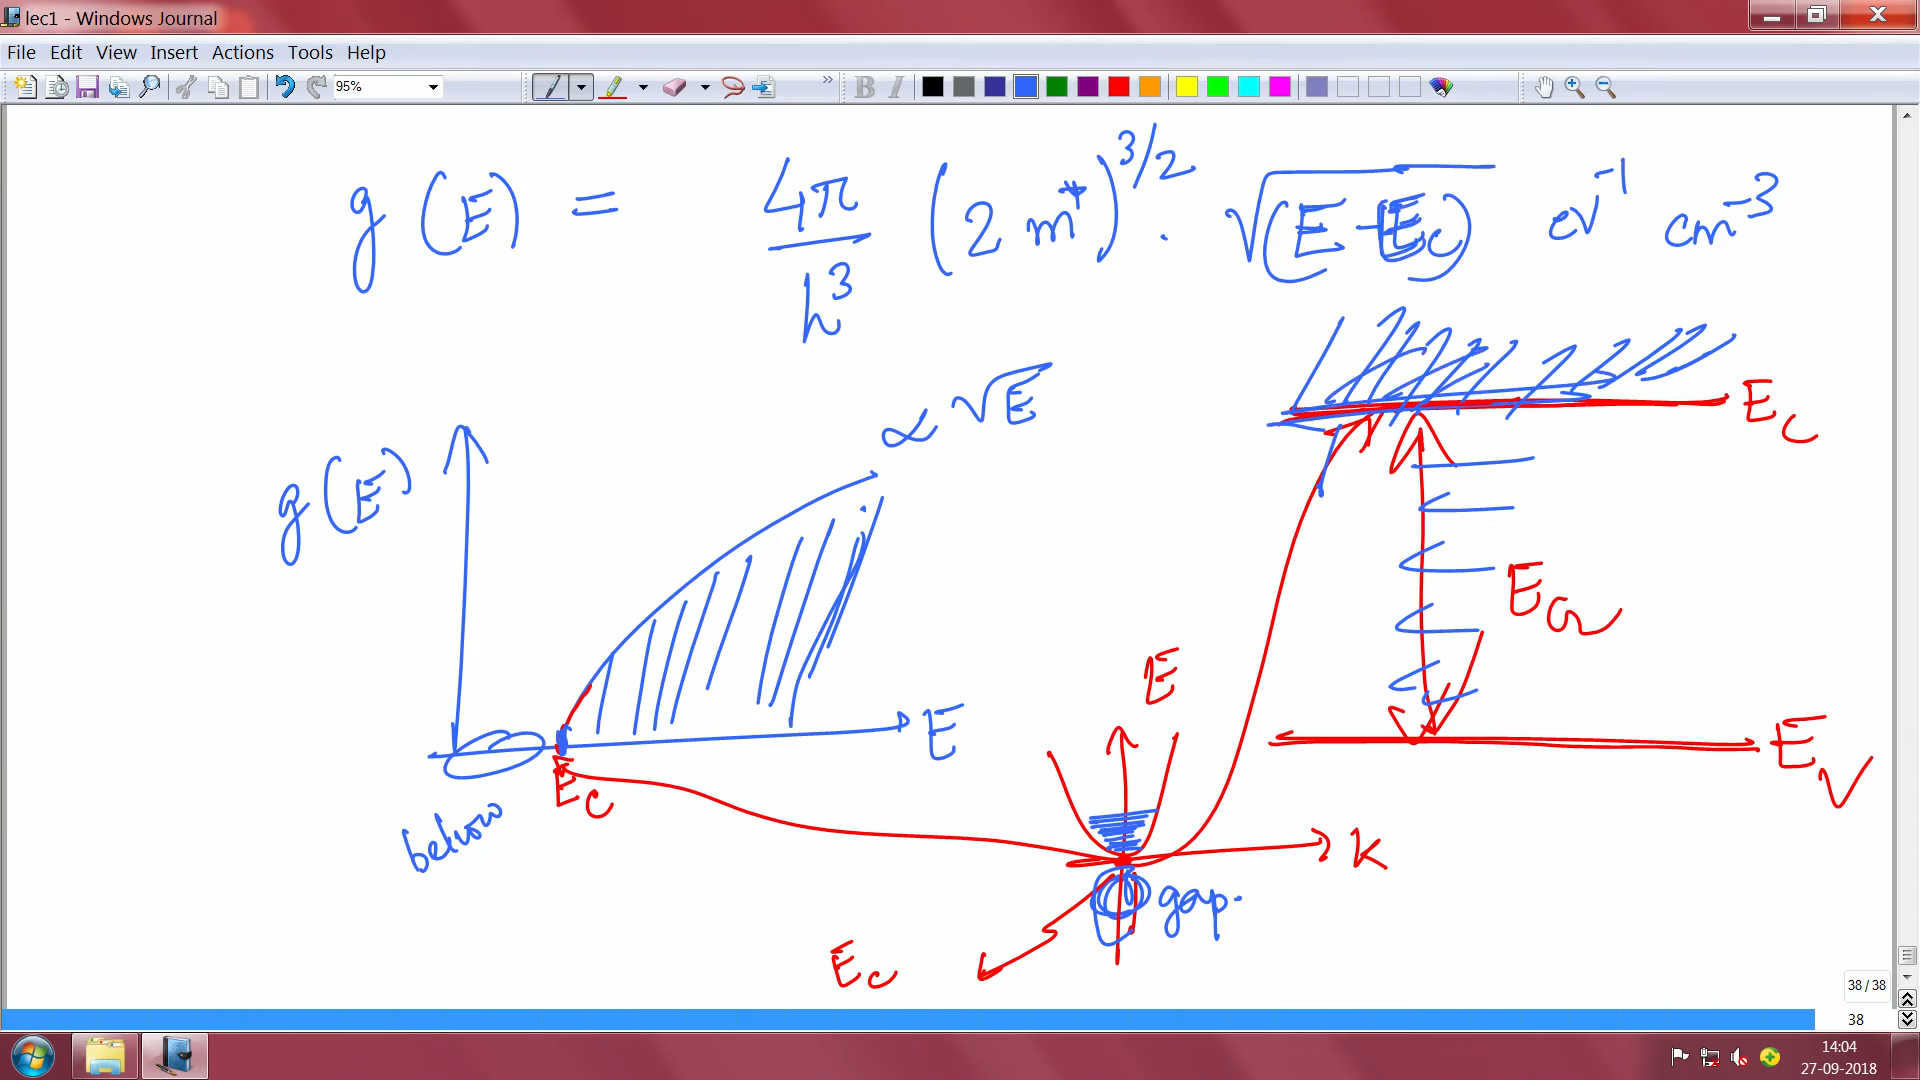 lec1 - Windows Journal
File Edit View Insert Actions Tools Help
95%
B I
g (E) = 4π/h³ (2 m*)^3/2 . √(E - Ec) eV⁻¹ cm⁻³
∝ √E
g(E)
E
Ec
below
Ec
EG
EV
E
k
gap.
Ec
38 / 38
38
14:04
27-09-2018